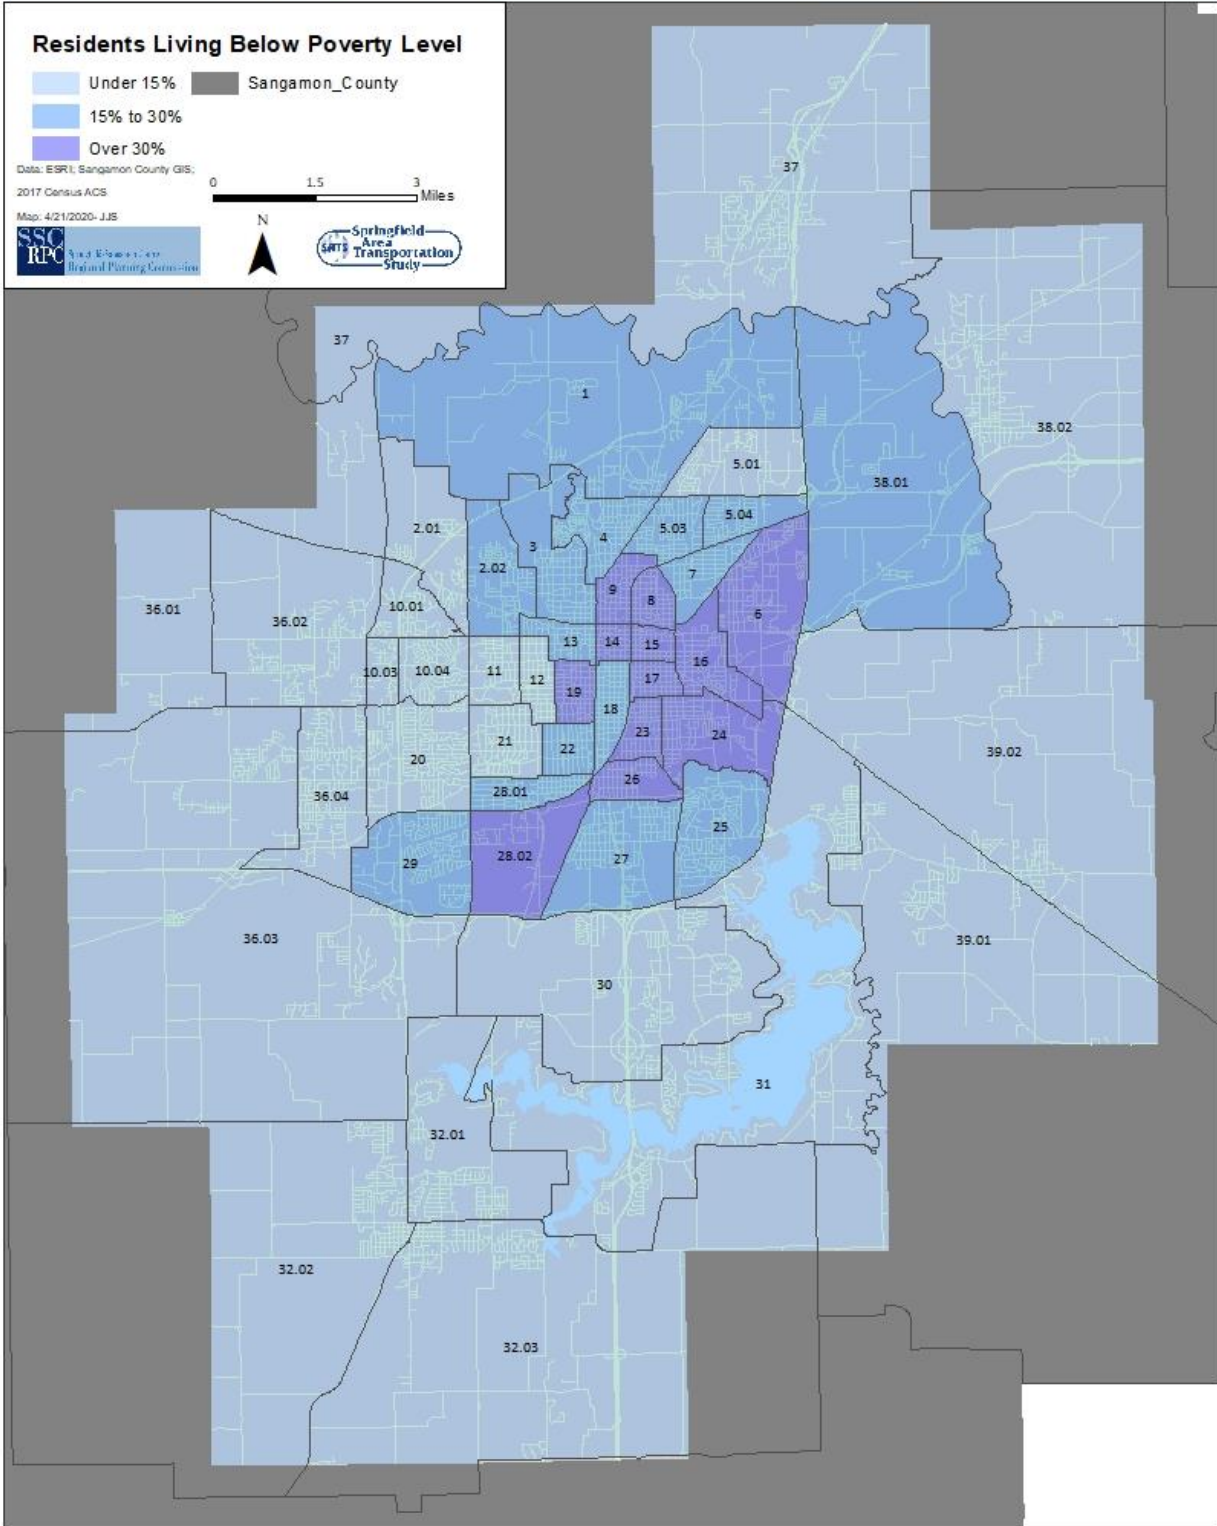 Residents Living Below Poverty Level
Under 15%
Sangamon_County
15% to 30%
Over 30%
Data: ESRI; Sangamon County GIS;
2017 Census ACS
Map: 4/21/2020- JJS
0 1.5 3
Miles
N
SSC
RPC
Regional Planning Commission
SATS
Springfield
Area
Transportation
Study
37
37
1
38.02
5.01
38.01
2.01
5.03
5.04
4
3
2.02
7
9
8
6
36.01
36.02
10.01
13
14
15
16
10.03
10.04
11
12
17
19
18
23
24
21
22
20
39.02
26
28.01
36.04
25
29
28.02
27
36.03
39.01
30
31
32.01
32.02
32.03